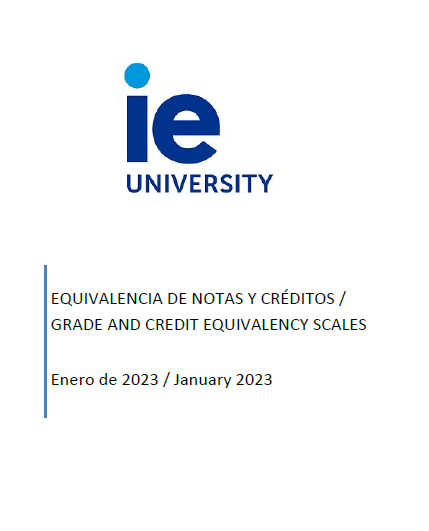 ie
UNIVERSITY
EQUIVALENCIA DE NOTAS Y CRÉDITOS /
GRADE AND CREDIT EQUIVALENCY SCALES
Enero de 2023 / January 2023